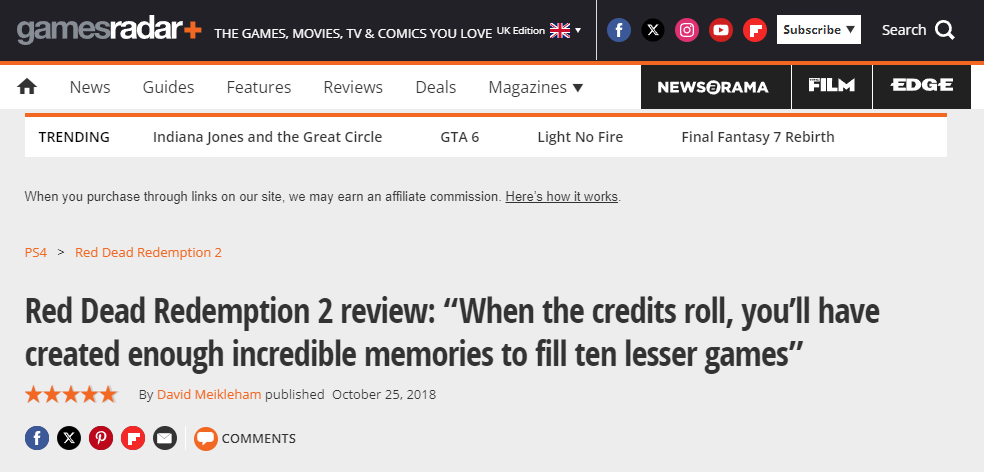 gamesradar+ THE GAMES, MOVIES, TV & COMICS YOU LOVE UK Edition Subscribe Search
News Guides Features Reviews Deals Magazines NEWSARAMA TOTAL FILM EDGE
TRENDING Indiana Jones and the Great Circle GTA 6 Light No Fire Final Fantasy 7 Rebirth
When you purchase through links on our site, we may earn an affiliate commission. Here’s how it works.
PS4 > Red Dead Redemption 2
Red Dead Redemption 2 review: “When the credits roll, you’ll have
created enough incredible memories to fill ten lesser games”
By David Meikleham published October 25, 2018
COMMENTS